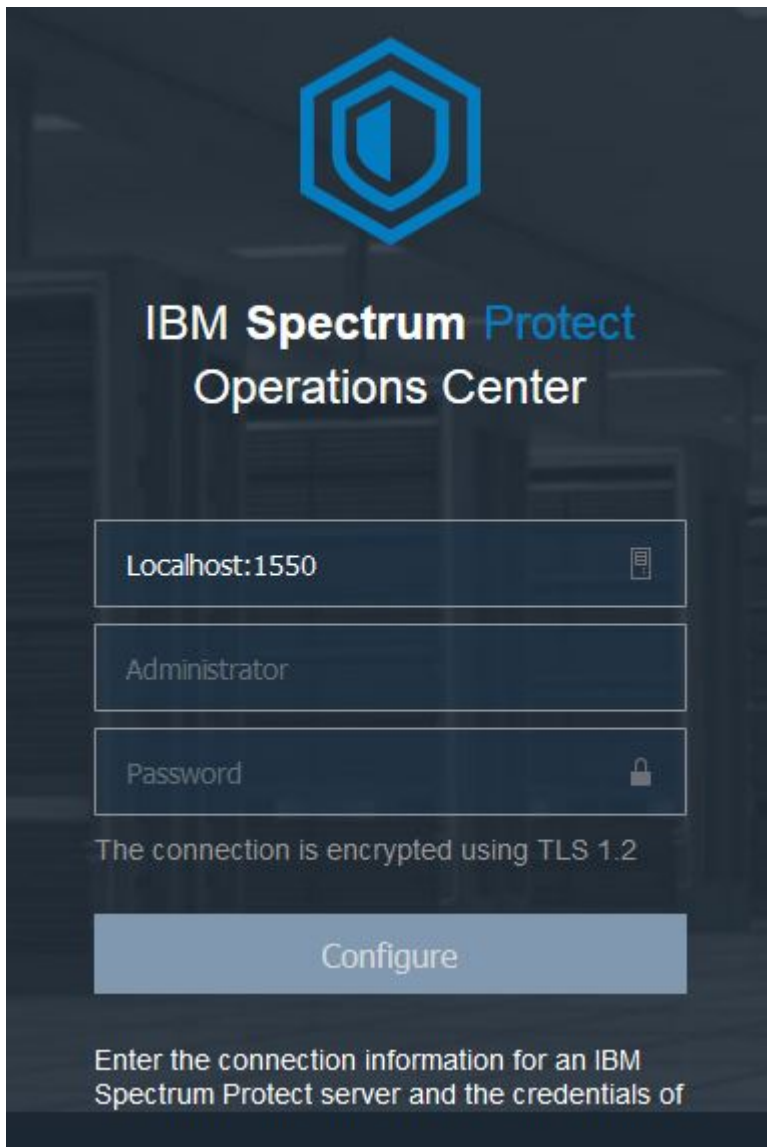 IBM Spectrum Protect
Operations Center
Localhost:1550
Administrator
Password
The connection is encrypted using TLS 1.2
Configure
Enter the connection information for an IBM
Spectrum Protect server and the credentials of